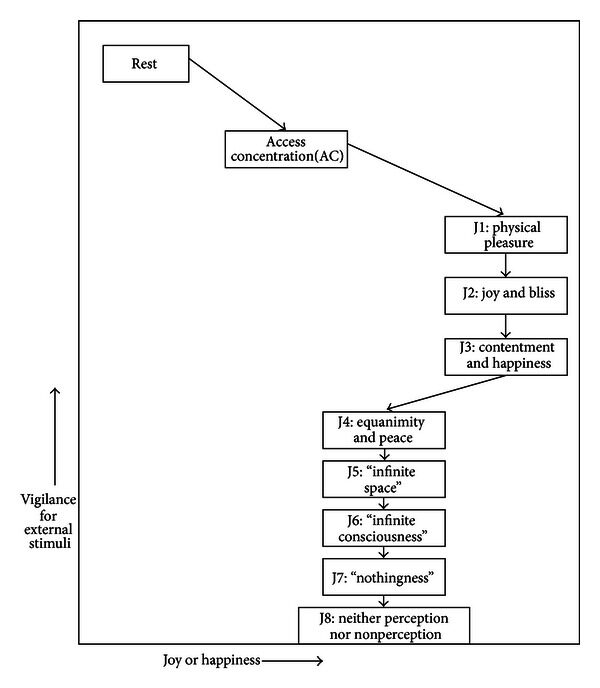 Rest
Access
concentration(AC)
J1: physical
pleasure
J2: joy and bliss
J3: contentment
and happiness
J4: equanimity
and peace
J5: “infinite
space”
J6: “infinite
consciousness”
J7: “nothingness”
J8: neither perception
nor nonperception
Vigilance
for
external
stimuli
Joy or happiness